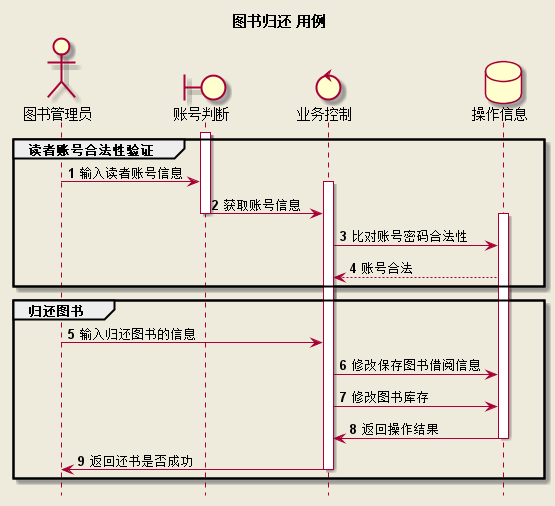 图书归还 用例
图书管理员
账号判断
业务控制
操作信息
读者账号合法性验证
1 输入读者账号信息
2 获取账号信息
3 比对账号密码合法性
4 账号合法
归还图书
5 输入归还图书的信息
6 修改保存图书借阅信息
7 修改图书库存
8 返回操作结果
9 返回还书是否成功